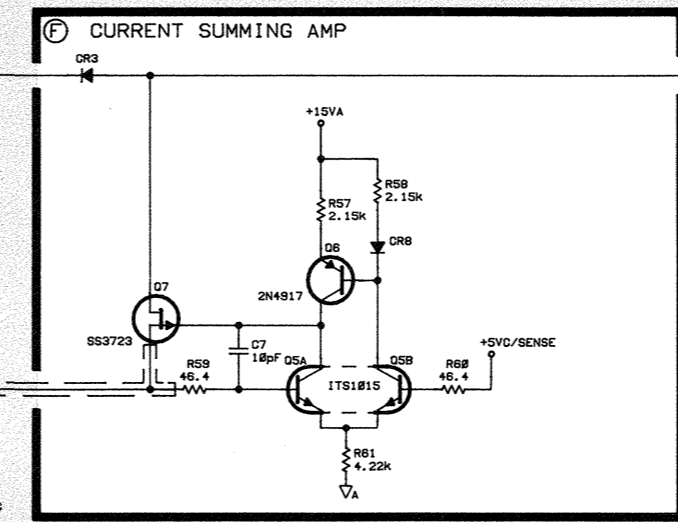 F CURRENT SUMMING AMP
CR3
+15VA
R58
2.15k
R57
2.15k
Q6
CR8
2N4917
Q7
SS3723
C7
10pF
+5VC/SENSE
R59
46.4
Q5A
Q5B
R60
46.4
ITS1015
R61
4.22k
A